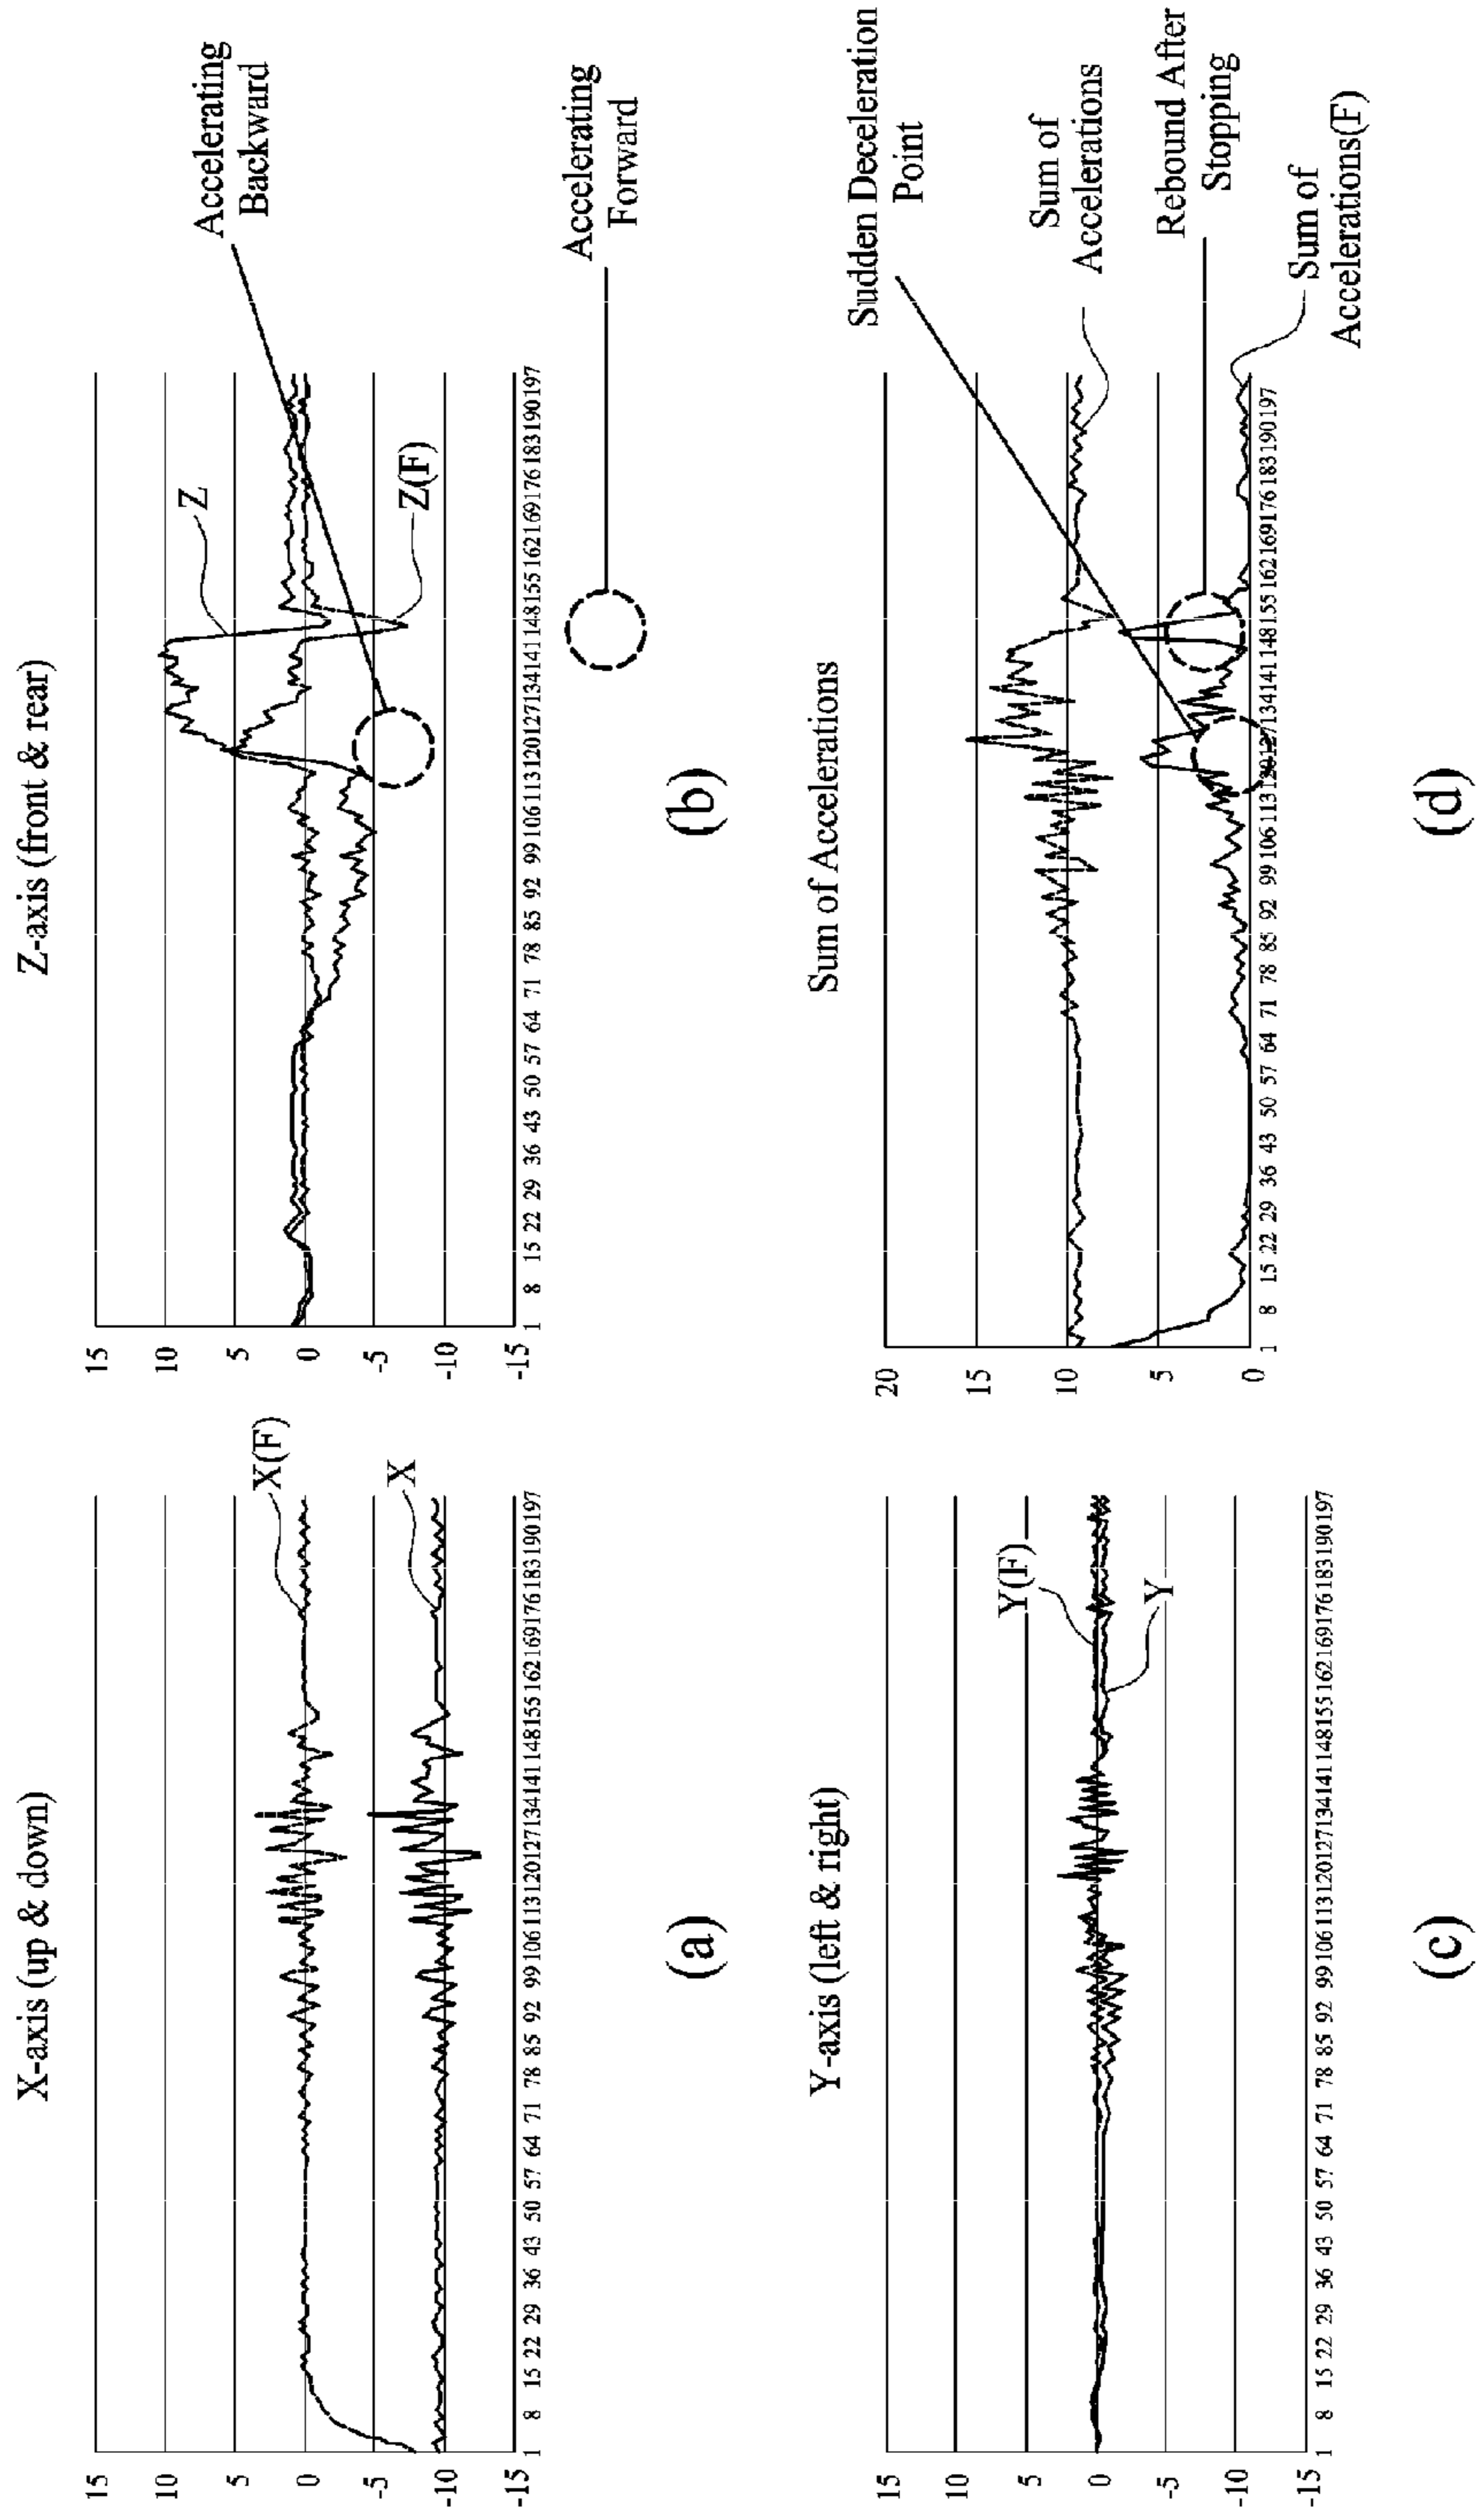 X-axis (up & down)
15
10
5
0
-5
-10
-15
1 8 15 22 29 36 43 50 57 64 71 78 85 92 99 106 113 120 127 134 141 148 155 162 169 176 183 190 197
X(F)
X
(a)
Z-axis (front & rear)
15
10
5
0
-5
-10
-15
1 8 15 22 29 36 43 50 57 64 71 78 85 92 99 106 113 120 127 134 141 148 155 162 169 176 183 190 197
Z
Z(F)
Accelerating
Backward
Accelerating
Forward
(b)
Y-axis (left & right)
15
10
5
0
-5
-10
-15
1 8 15 22 29 36 43 50 57 64 71 78 85 92 99 106 113 120 127 134 141 148 155 162 169 176 183 190 197
Y(F)
Y
(c)
Sum of Accelerations
20
15
10
5
0
1 8 15 22 29 36 43 50 57 64 71 78 85 92 99 106 113 120 127 134 141 148 155 162 169 176 183 190 197
Sudden Deceleration
Point
Sum of
Accelerations
Rebound After
Stopping
Sum of
Accelerations(F)
(d)